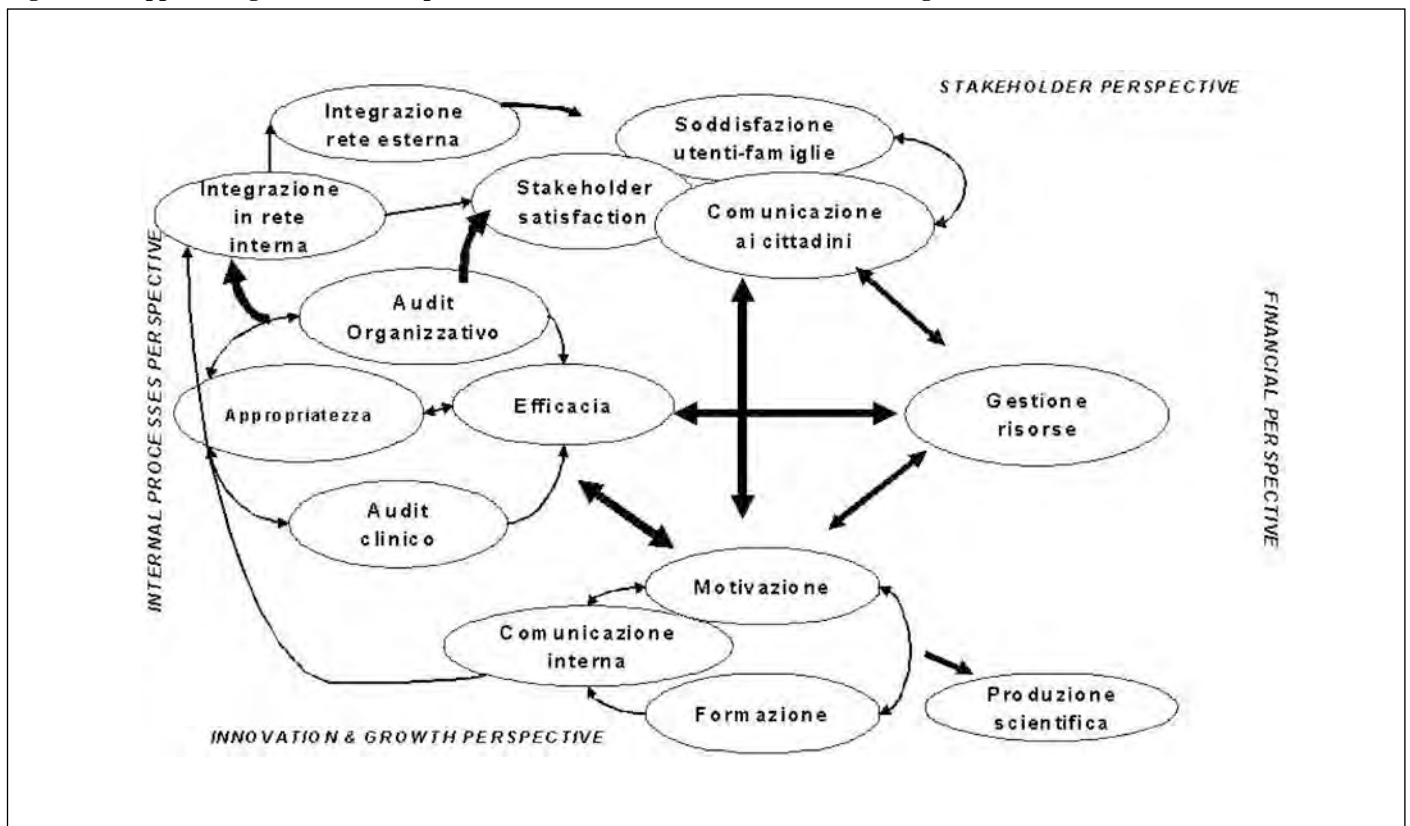 STAKEHOLDER PERSPECTIVE
Integrazione
rete esterna
Soddisfazione
utenti-famiglie
Integrazione
in rete
interna
Stakeholder
satisfaction
Comunicazione
ai cittadini
INTERNAL PROCESSES PERSPECTIVE
FINANCIAL PERSPECTIVE
Audit
Organizzativo
Appropriatezza
Efficacia
Gestione
risorse
Audit
clinico
Motivazione
Comunicazione
interna
Formazione
Produzione
scientifica
INNOVATION & GROWTH PERSPECTIVE